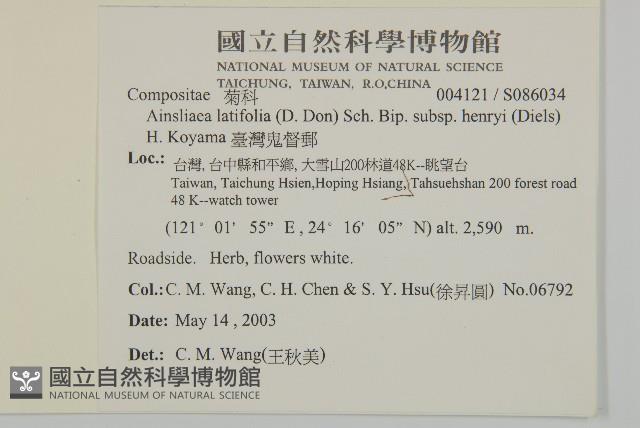 國立自然科學博物館
NATIONAL MUSEUM OF NATURAL SCIENCE
TAICHUNG, TAIWAN, R.O,CHINA
Compositae 菊科 004121 / S086034
Ainsliaea latifolia (D. Don) Sch. Bip. subsp. henryi (Diels)
H. Koyama 臺灣鬼督郵
Loc.: 台灣, 台中縣和平鄉, 大雪山200林道48K--眺望台
Taiwan, Taichung Hsien,Hoping Hsiang, Tahsuehshan 200 forest road
48 K--watch tower
(121° 01' 55" E , 24° 16' 05" N) alt. 2,590 m.
Roadside. Herb, flowers white.
Col.: C. M. Wang, C. H. Chen & S. Y. Hsu(徐昇圓) No.06792
Date: May 14 , 2003
Det.: C. M. Wang(王秋美)
國立自然科學博物館
NATIONAL MUSEUM OF NATURAL SCIENCE